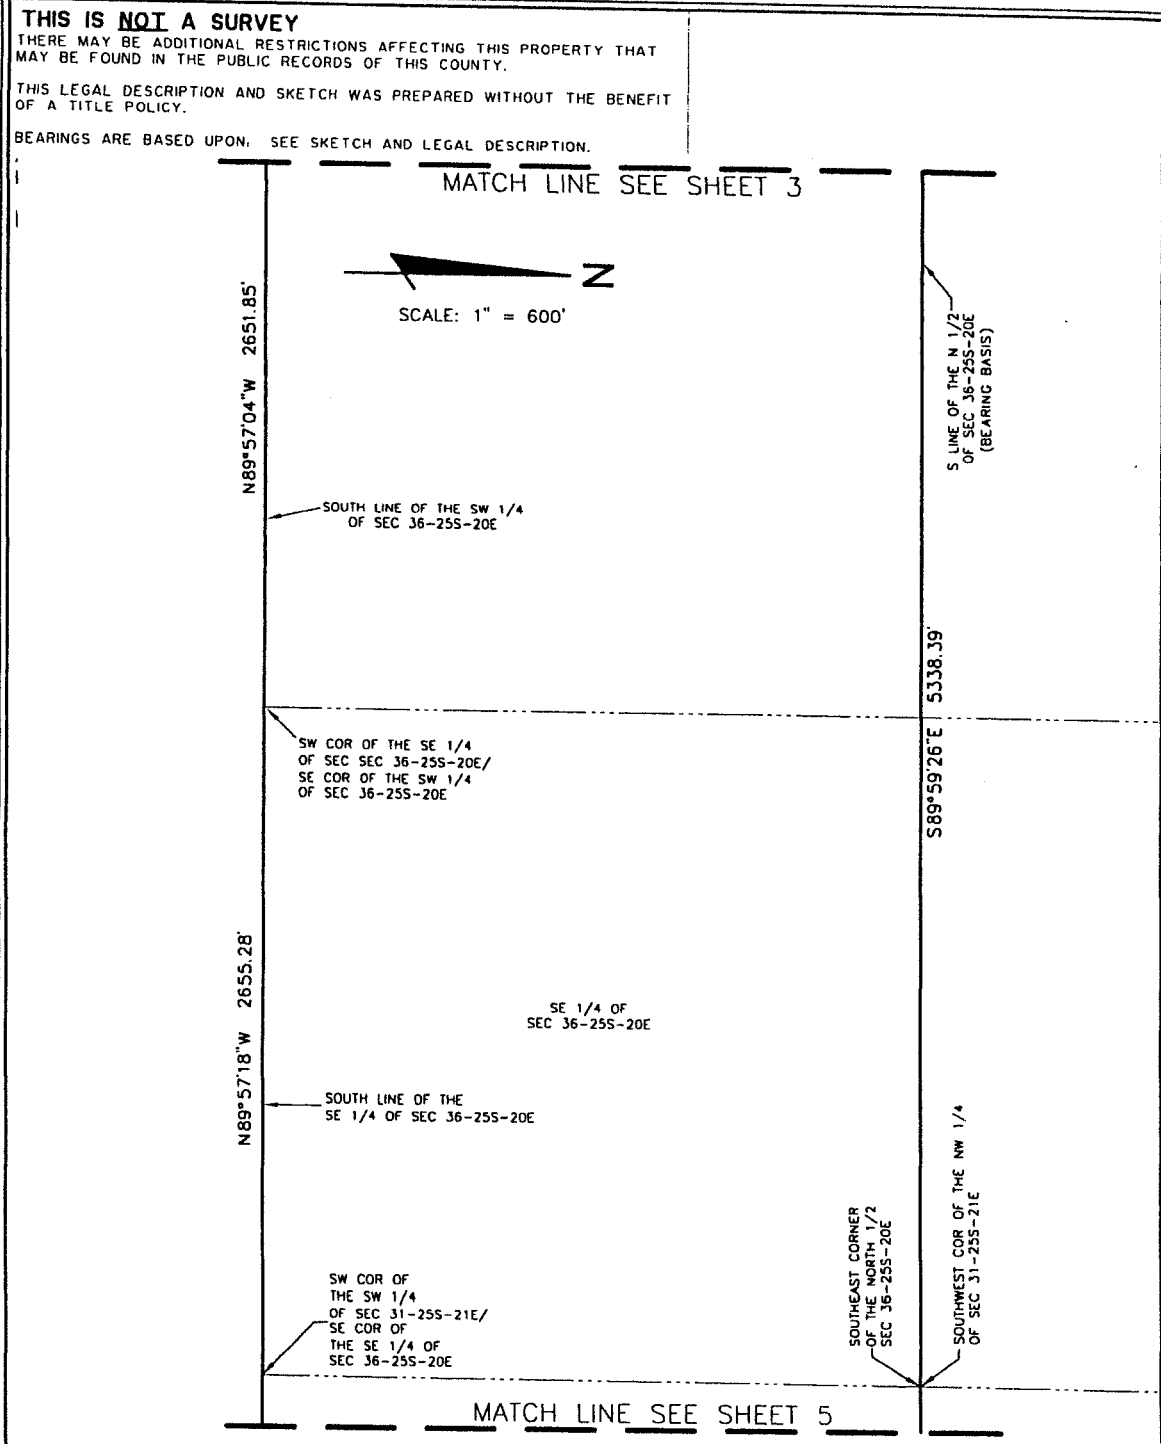 THIS IS NOT A SURVEY
THERE MAY BE ADDITIONAL RESTRICTIONS AFFECTING THIS PROPERTY THAT
MAY BE FOUND IN THE PUBLIC RECORDS OF THIS COUNTY.
THIS LEGAL DESCRIPTION AND SKETCH WAS PREPARED WITHOUT THE BENEFIT
OF A TITLE POLICY.
BEARINGS ARE BASED UPON: SEE SKETCH AND LEGAL DESCRIPTION.
MATCH LINE SEE SHEET 3
N
SCALE: 1" = 600'
N89°57'04"W 2651.85'
S LINE OF THE N 1/2
OF SEC 36-25S-20E
(BEARING BASIS)
SOUTH LINE OF THE SW 1/4
OF SEC 36-25S-20E
S89°59'26"E 5338.39'
SW COR OF THE SE 1/4
OF SEC SEC 36-25S-20E/
SE COR OF THE SW 1/4
OF SEC 36-25S-20E
N89°57'18"W 2655.28'
SE 1/4 OF
SEC 36-25S-20E
SOUTH LINE OF THE
SE 1/4 OF SEC 36-25S-20E
SOUTHEAST CORNER
OF THE NORTH 1/2
SEC 36-25S-20E
SOUTHWEST COR OF THE NW 1/4
OF SEC 31-25S-21E
SW COR OF
THE SW 1/4
OF SEC 31-25S-21E/
SE COR OF
THE SE 1/4 OF
SEC 36-25S-20E
MATCH LINE SEE SHEET 5